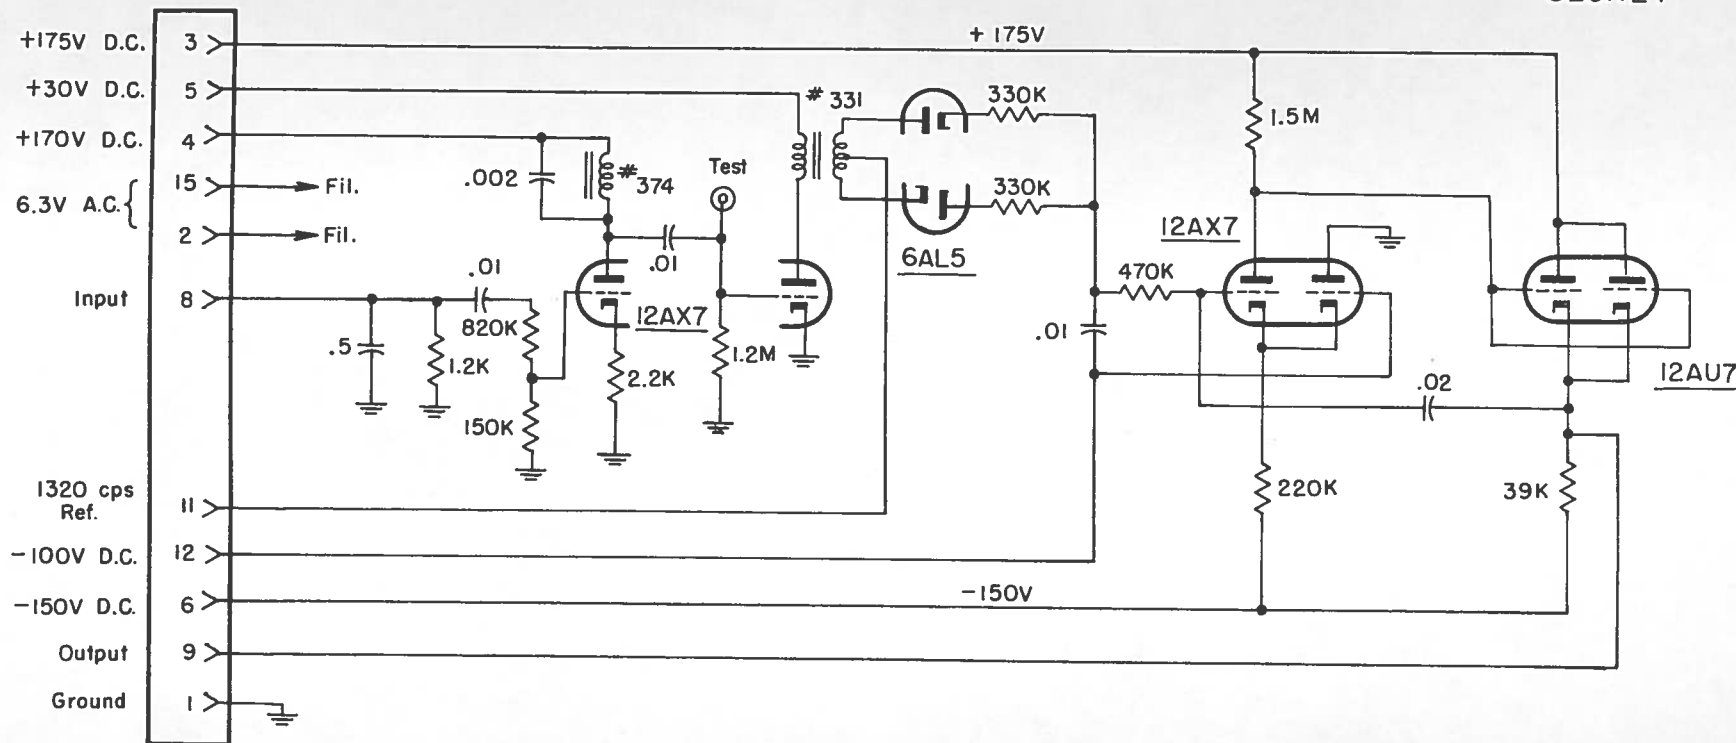 +175V D.C. 3
+30V D.C. 5
+170V D.C. 4
6.3V A.C. 15
2
Input 8
1320 cps
Ref. 11
-100V D.C. 12
-150V D.C. 6
Output 9
Ground 1
Fil.
Fil.
+175V
-150V
.002
#374
Test
#331
330K
330K
6AL5
.01
820K
.5
1.2K
150K
12AX7
2.2K
.01
1.2M
470K
.01
12AX7
1.5M
220K
.02
12AU7
39K